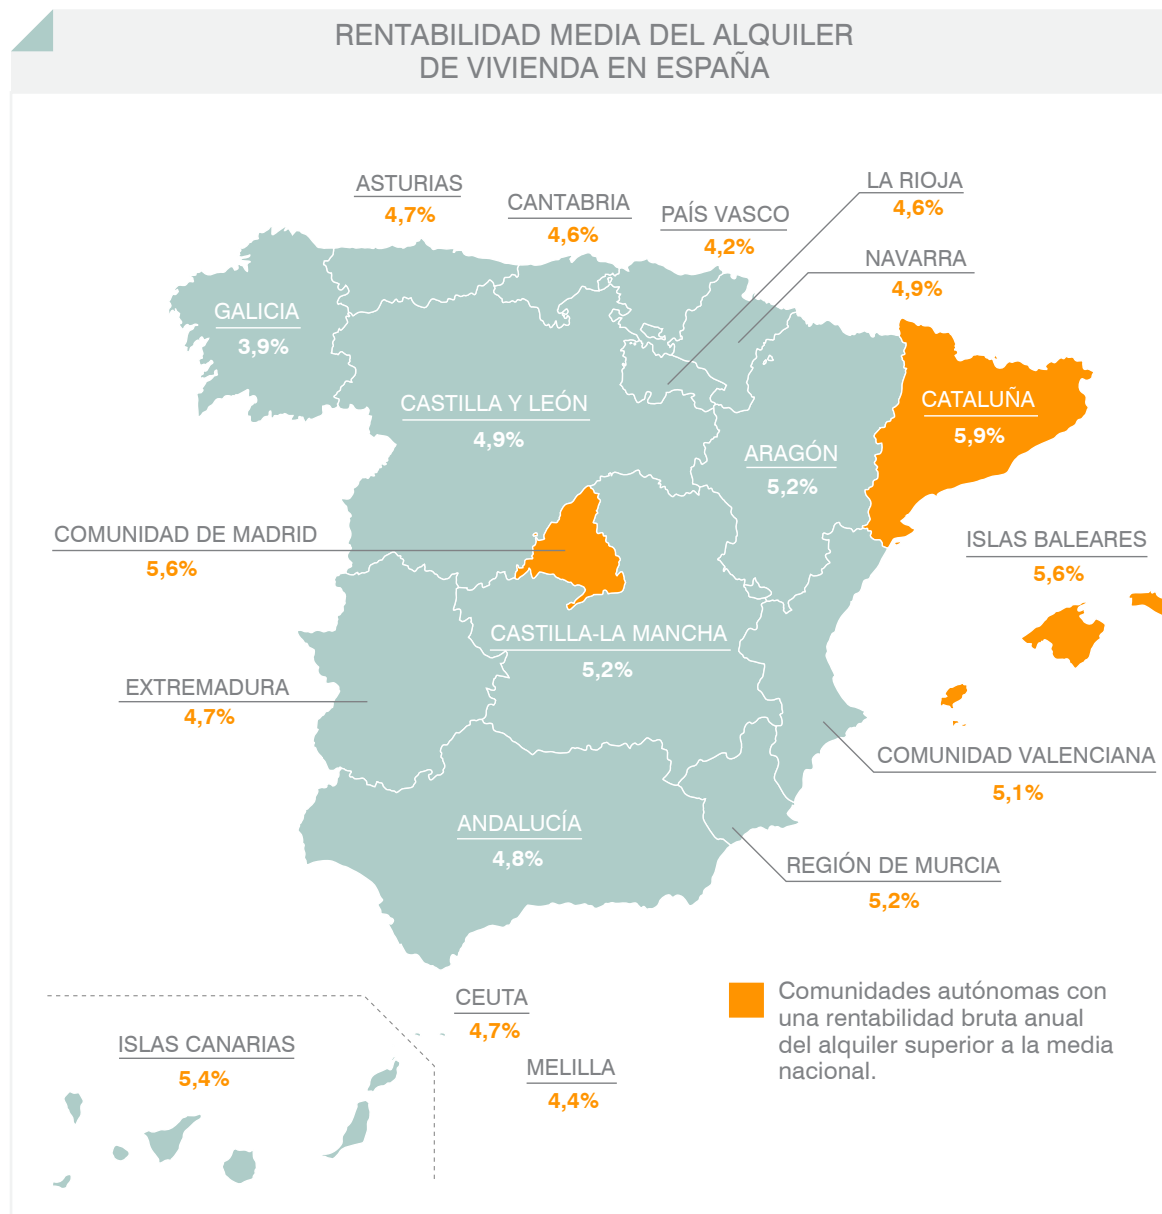 RENTABILIDAD MEDIA DEL ALQUILER
DE VIVIENDA EN ESPAÑA
ASTURIAS
4,7%
CANTABRIA
4,6%
PAÍS VASCO
4,2%
LA RIOJA
4,6%
NAVARRA
4,9%
GALICIA
3,9%
CASTILLA Y LEÓN
4,9%
CATALUÑA
5,9%
ARAGÓN
5,2%
COMUNIDAD DE MADRID
5,6%
ISLAS BALEARES
5,6%
CASTILLA-LA MANCHA
5,2%
EXTREMADURA
4,7%
COMUNIDAD VALENCIANA
5,1%
ANDALUCÍA
4,8%
REGIÓN DE MURCIA
5,2%
CEUTA
4,7%
MELILLA
4,4%
ISLAS CANARIAS
5,4%
Comunidades autónomas con
una rentabilidad bruta anual
del alquiler superior a la media
nacional.